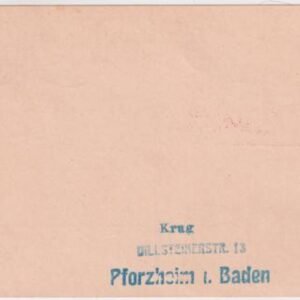 Krug
DILLSTEINERSTR. 13
Pforzheim i. Baden